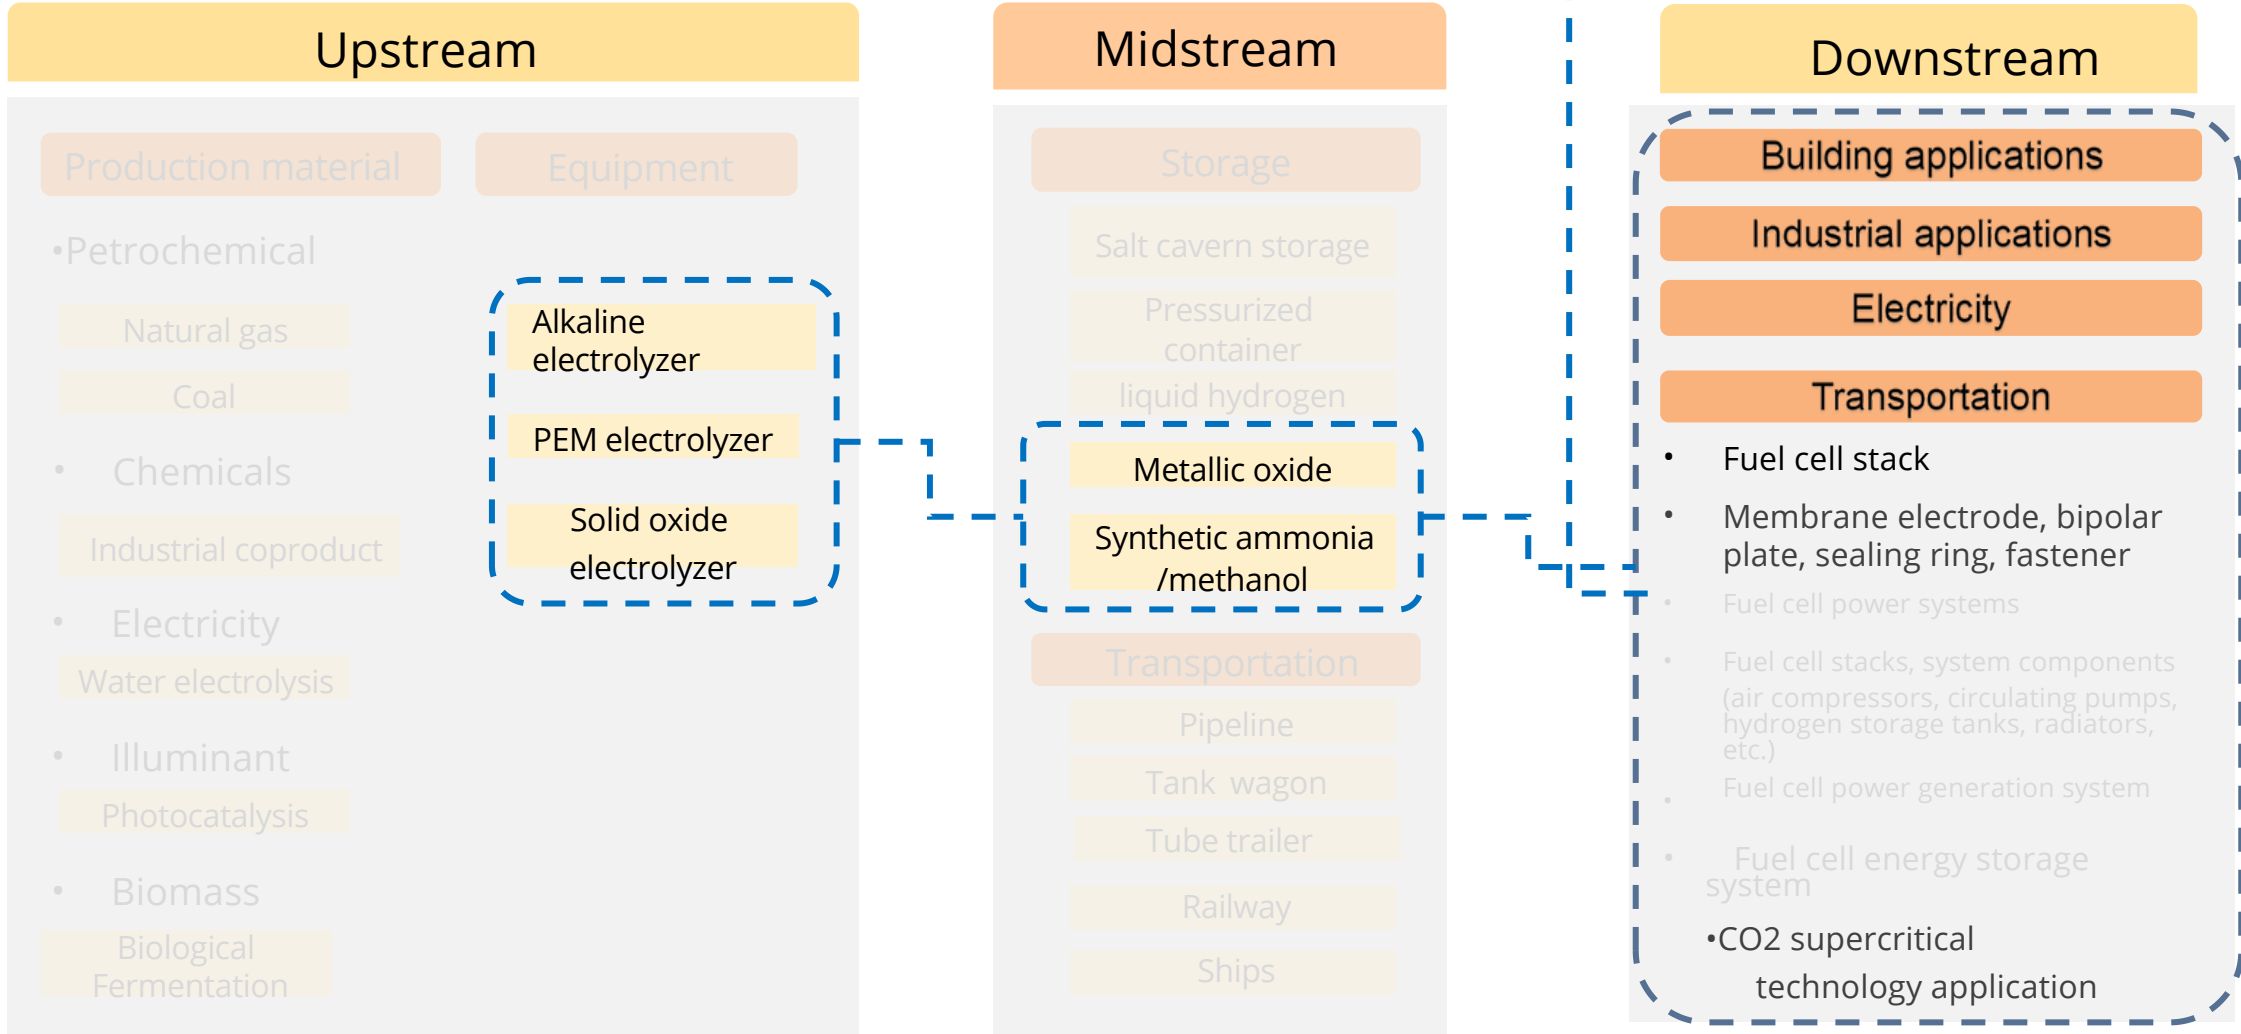 Upstream
Production material
•Petrochemical
Natural gas
Coal
• Chemicals
Industrial coproduct
• Electricity
Water electrolysis
• Illuminant
Photocatalysis
• Biomass
Biological
Fermentation
Equipment
Alkaline
electrolyzer
PEM electrolyzer
Solid oxide
electrolyzer
Midstream
Storage
Salt cavern storage
Pressurized
container
liquid hydrogen
Metallic oxide
Synthetic ammonia
/methanol
Transportation
Pipeline
Tank wagon
Tube trailer
Railway
Ships
Downstream
Building applications
Industrial applications
Electricity
Transportation
• Fuel cell stack
• Membrane electrode, bipolar
plate, sealing ring, fastener
• Fuel cell power systems
• Fuel cell stacks, system components
(air compressors, circulating pumps,
hydrogen storage tanks, radiators,
etc.)
• Fuel cell power generation system
• Fuel cell energy storage
system
•CO2 supercritical
technology application